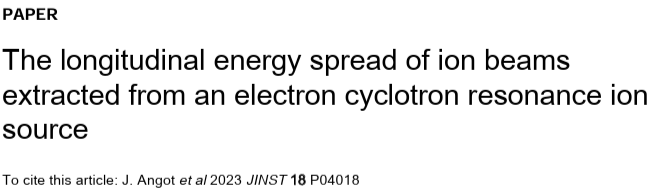 PAPER
The longitudinal energy spread of ion beams
extracted from an electron cyclotron resonance ion
source
To cite this article: J. Angot et al 2023 JINST 18 P04018